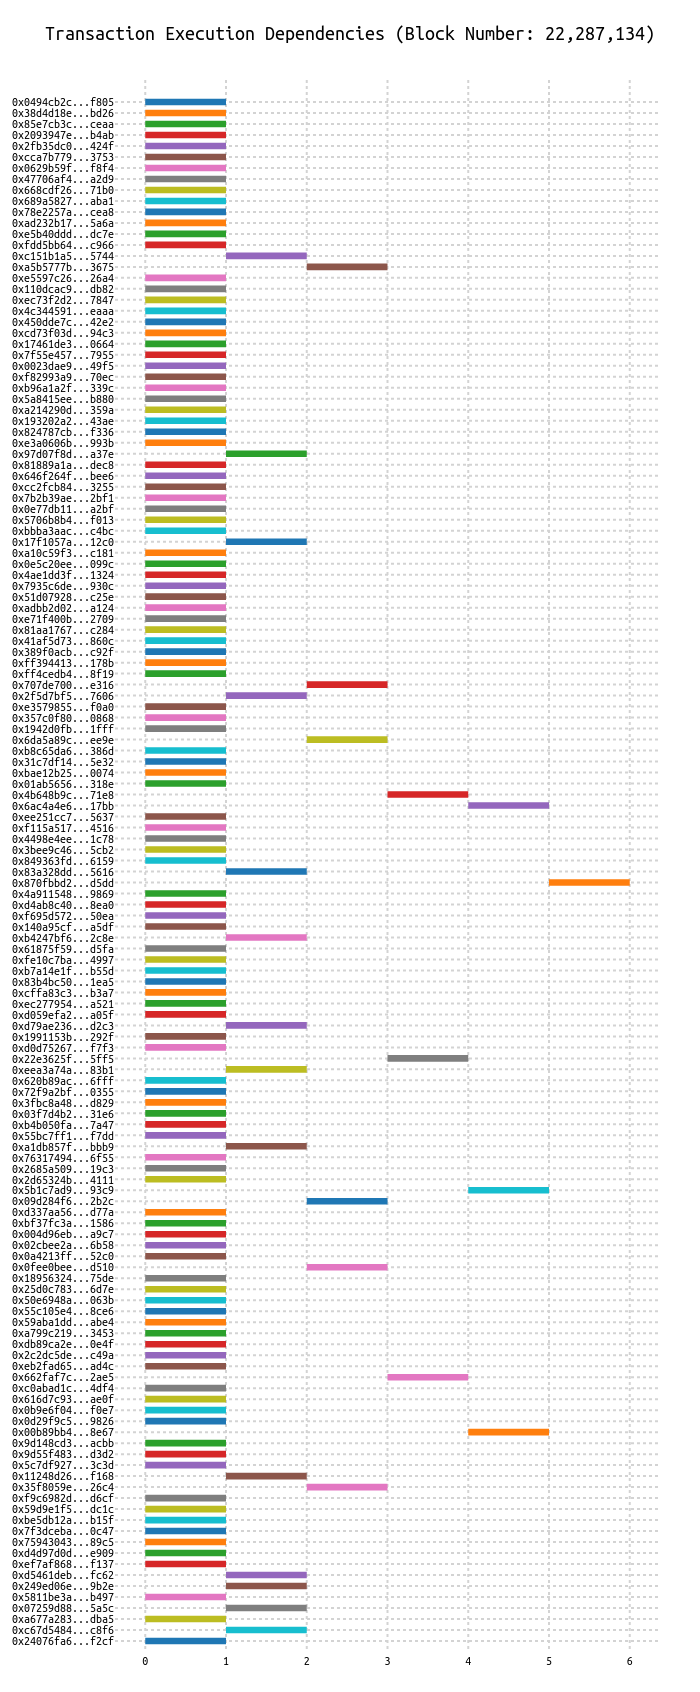 Transaction Execution Dependencies (Block Number: 22,287,134)
0x0494cb2c...f805
0x38d4d18e...bd26
0x85e7cb3c...ceaa
0x2093947e...b4ab
0x2fb35dc0...424f
0xcca7b779...3753
0x0629b59f...f8f4
0x47706af4...a2d9
0x668cdf26...71b0
0x689a5827...aba1
0x78e2257a...cea8
0xad232b17...5a6a
0xe5b40ddd...dc7e
0xfdd5bb64...c966
0xc151b1a5...5744
0xa5b5777b...3675
0xe5597c26...26a4
0x110dcac9...db82
0xec73f2d2...7847
0x4c344591...eaaa
0x450dde7c...42e2
0xcd73f03d...94c3
0x17461de3...0664
0x7f55e457...7955
0x0023dae9...49f5
0xf82993a9...70ec
0xb96a1a2f...339c
0x5a8415ee...b880
0xa214290d...359a
0x193202a2...43ae
0x824787cb...f336
0xe3a0606b...993b
0x97d07f8d...a37e
0x81889a1a...dec8
0x646f264f...bee6
0xcc2fcb84...3255
0x7b2b39ae...2bf1
0x0e77db11...a2bf
0x5706b8b4...f013
0xbbba3aac...c4bc
0x17f1057a...12c0
0xa10c59f3...c181
0x0e5c20ee...099c
0x4ae1dd3f...1324
0x7935c6de...930c
0x51d07928...c25e
0xadbb2d02...a124
0xe71f400b...2709
0x81aa1767...c284
0x41af5d73...860c
0x389f0acb...c92f
0xff394413...178b
0xff4cedb4...8f19
0x707de700...e316
0x2f5d7bf5...7606
0xe3579855...f0a0
0x357c0f80...0868
0x1942d0fb...1fff
0x6da5a89c...ee9e
0xb8c65da6...386d
0x31c7df14...5e32
0xbae12b25...0074
0x01ab5656...318e
0x4b648b9c...71e8
0x6ac4a4e6...17bb
0xee251cc7...5637
0xf115a517...4516
0x4498e4ee...1c78
0x3bee9c46...5cb2
0x849363fd...6159
0x83a328dd...5616
0x870fbbd2...d5dd
0x4a911548...9869
0xd4ab8c40...8ea0
0xf695d572...50ea
0x140a95cf...a5df
0xb4247bf6...2c8e
0x61875f59...d5fa
0xfe10c7ba...4997
0xb7a14e1f...b55d
0x83b4bc50...1ea5
0xcffa83c3...b3a7
0xec277954...a521
0xd059efa2...a05f
0xd79ae236...d2c3
0x1991153b...292f
0xd0d75267...f7f3
0x22e3625f...5ff5
0xeea3a74a...83b1
0x620b89ac...6fff
0x72f9a2bf...0355
0x3fbc8a48...d829
0x03f7d4b2...31e6
0xb4b050fa...7a47
0x55bc7ff1...f7dd
0xa1db857f...bbb9
0x76317494...6f55
0x2685a509...19c3
0x2d65324b...4111
0x5b1c7ad9...93c9
0x09d284f6...2b2c
0xd337aa56...d77a
0xbf37fc3a...1586
0x004d96eb...a9c7
0x02cbee2a...6b58
0x0a4213ff...52c0
0x0fee0bee...d510
0x18956324...75de
0x25d0c783...6d7e
0x50e6948a...063b
0x55c105e4...8ce6
0x59aba1dd...abe4
0xa799c219...3453
0xdb89ca2e...0e4f
0x2c2dc5de...c49a
0xeb2fad65...ad4c
0x662faf7c...2ae5
0xc0abad1c...4df4
0x616d7c93...ae0f
0x0b9e6f04...f0e7
0x0d29f9c5...9826
0x00b89bb4...8e67
0x9d148cd3...acbb
0x9d55f483...d3d2
0x5c7df927...3c3d
0x11248d26...f168
0x35f8059e...26c4
0xf9c6982d...d6cf
0x59d9e1f5...dc1c
0xbe5db12a...b15f
0x7f3dceba...0c47
0x75943043...89c5
0xd4d97d0d...e909
0xef7af868...f137
0xd5461deb...fc62
0x249ed06e...9b2e
0x5811be3a...b497
0x07259d88...5a5c
0xa677a283...dba5
0xc67d5484...c8f6
0x24076fa6...f2cf
0 1 2 3 4 5 6